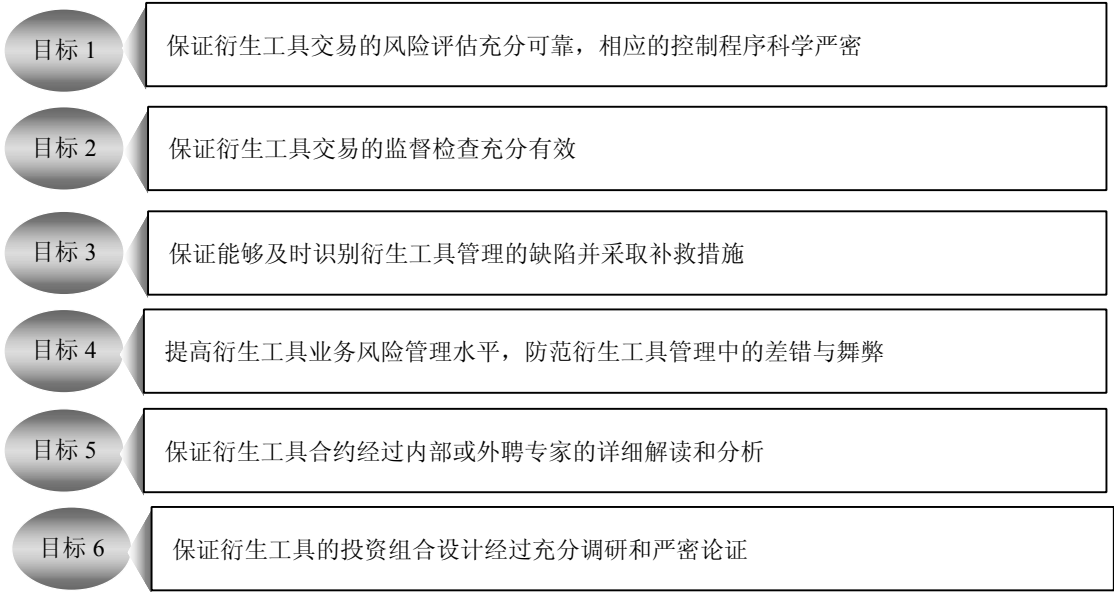 目标 1
保证衍生工具交易的风险评估充分可靠，相应的控制程序科学严密
目标 2
保证衍生工具交易的监督检查充分有效
目标 3
保证能够及时识别衍生工具管理的缺陷并采取补救措施
目标 4
提高衍生工具业务风险管理水平，防范衍生工具管理中的差错与舞弊
目标 5
保证衍生工具合约经过内部或外聘专家的详细解读和分析
目标 6
保证衍生工具的投资组合设计经过充分调研和严密论证